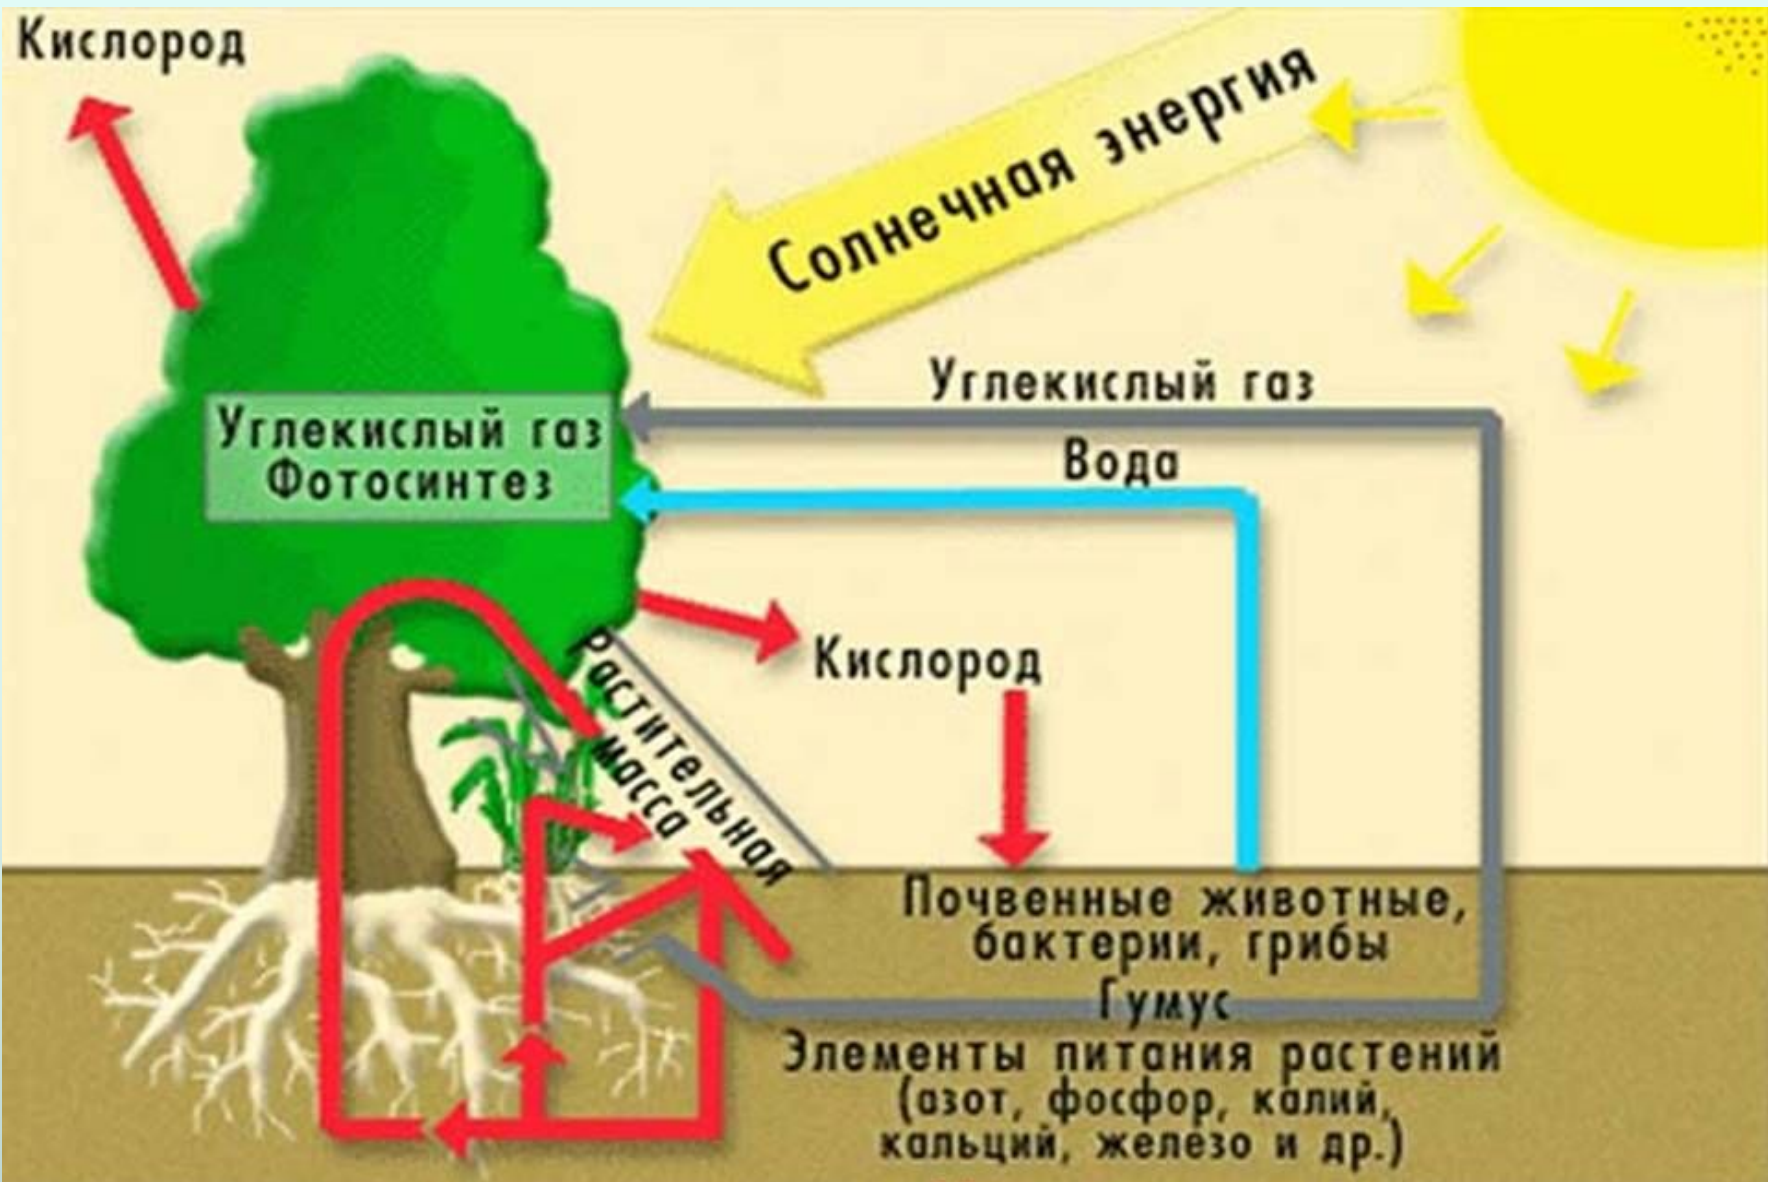 Кислород
Солнечная энергия
Углекислый газ
Углекислый газ
Фотосинтез
Вода
Кислород
Растительная
масса
Почвенные животные,
бактерии, грибы
Гумус
Элементы питания растений
(азот, фосфор, калий,
кальций, железо и др.)